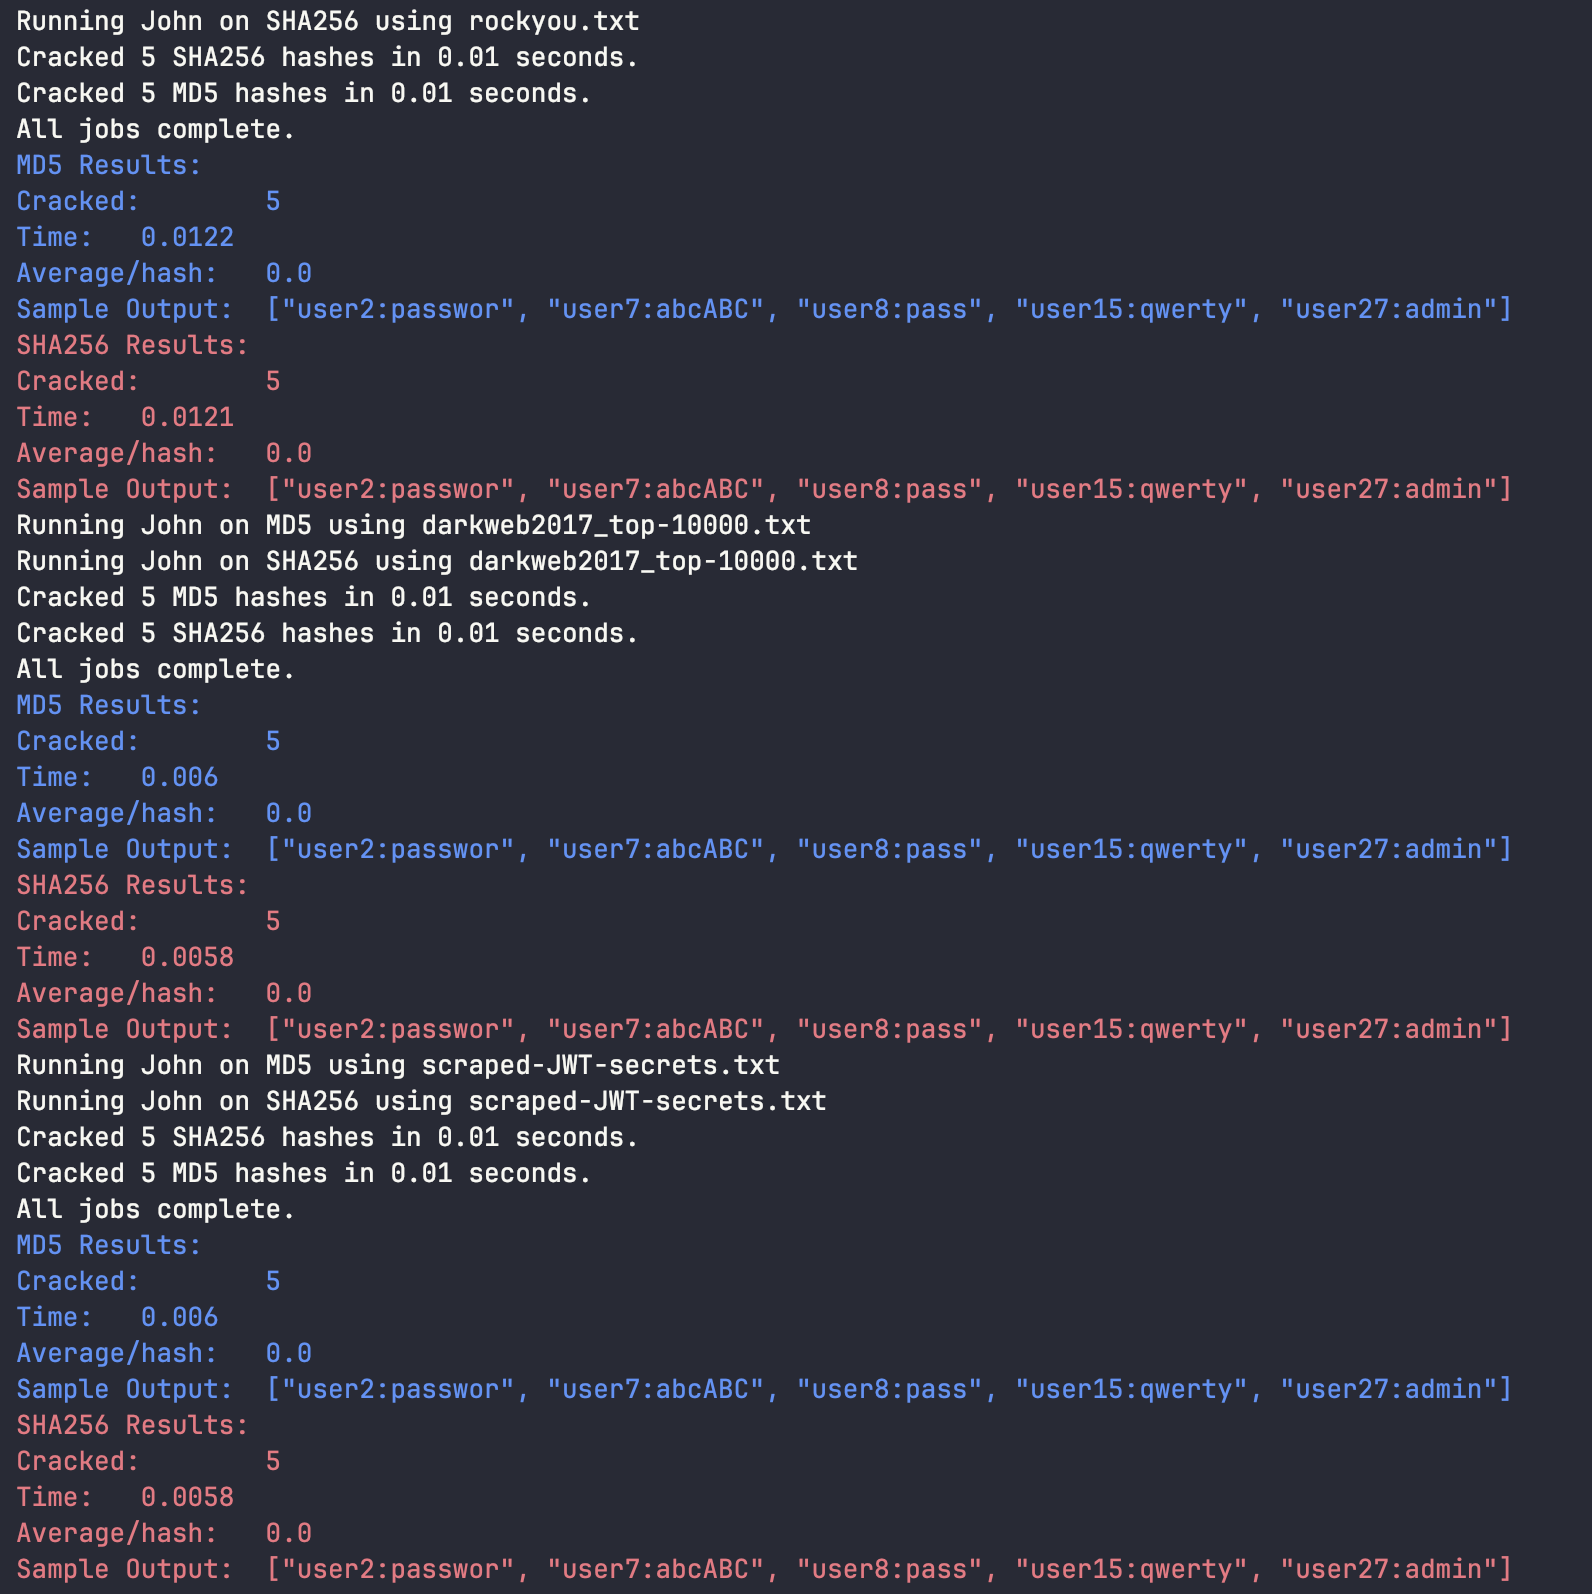 Running John on SHA256 using rockyou.txt
Cracked 5 SHA256 hashes in 0.01 seconds.
Cracked 5 MD5 hashes in 0.01 seconds.
All jobs complete.
MD5 Results:
Cracked:        5
Time:   0.0122
Average/hash:   0.0
Sample Output:  ["user2:passwor", "user7:abcABC", "user8:pass", "user15:qwerty", "user27:admin"]
SHA256 Results:
Cracked:        5
Time:   0.0121
Average/hash:   0.0
Sample Output:  ["user2:passwor", "user7:abcABC", "user8:pass", "user15:qwerty", "user27:admin"]
Running John on MD5 using darkweb2017_top-10000.txt
Running John on SHA256 using darkweb2017_top-10000.txt
Cracked 5 MD5 hashes in 0.01 seconds.
Cracked 5 SHA256 hashes in 0.01 seconds.
All jobs complete.
MD5 Results:
Cracked:        5
Time:   0.006
Average/hash:   0.0
Sample Output:  ["user2:passwor", "user7:abcABC", "user8:pass", "user15:qwerty", "user27:admin"]
SHA256 Results:
Cracked:        5
Time:   0.0058
Average/hash:   0.0
Sample Output:  ["user2:passwor", "user7:abcABC", "user8:pass", "user15:qwerty", "user27:admin"]
Running John on MD5 using scraped-JWT-secrets.txt
Running John on SHA256 using scraped-JWT-secrets.txt
Cracked 5 SHA256 hashes in 0.01 seconds.
Cracked 5 MD5 hashes in 0.01 seconds.
All jobs complete.
MD5 Results:
Cracked:        5
Time:   0.006
Average/hash:   0.0
Sample Output:  ["user2:passwor", "user7:abcABC", "user8:pass", "user15:qwerty", "user27:admin"]
SHA256 Results:
Cracked:        5
Time:   0.0058
Average/hash:   0.0
Sample Output:  ["user2:passwor", "user7:abcABC", "user8:pass", "user15:qwerty", "user27:admin"]